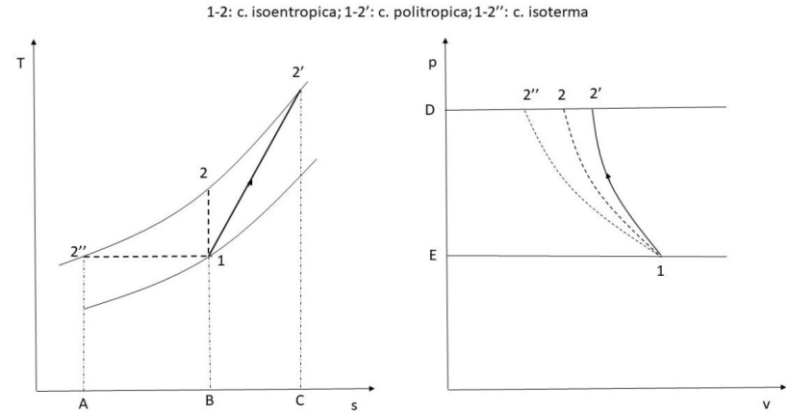 1-2: c. isoentropica; 1-2’: c. politropica; 1-2’’: c. isoterma
T
2’
2
2’’
1
A
B
C
s
p
2’’ 2 2’
D
E
1
v